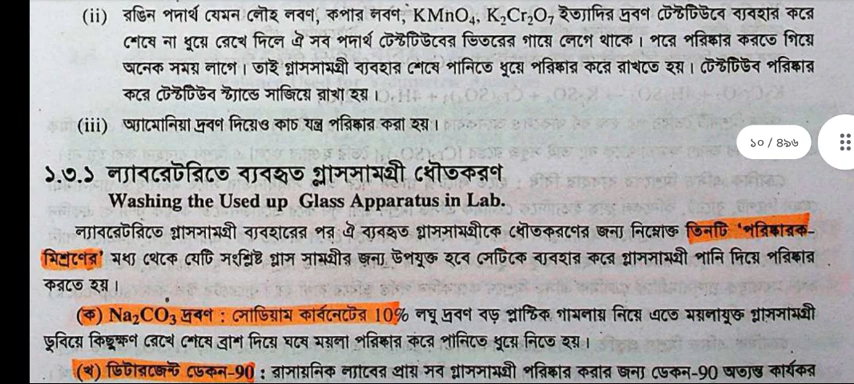 (ii) রঙিন পদার্থ যেমন লৌহ লবণ, কপার লবণ, KMnO₄, K₂Cr₂O₇ ইত্যাদির দ্রবণ টেস্টটিউবে ব্যবহার করে
শেষে না ধুয়ে রেখে দিলে ঐ সব পদার্থ টেস্টটিউবের ভিতরের গায়ে লেগে থাকে। পরে পরিষ্কার করতে গিয়ে
অনেক সময় লাগে। তাই গ্লাসসামগ্রী ব্যবহার শেষে পানিতে ধুয়ে পরিষ্কার করে রাখতে হয়। টেস্টটিউব পরিষ্কার
করে টেস্টটিউব স্ট্যান্ডে সাজিয়ে রাখা হয়।
(iii) অ্যামোনিয়া দ্রবণ দিয়েও কাচ যন্ত্র পরিষ্কার করা হয়।
১০ / ৪৯৬
১.৩.১ ল্যাবরেটরিতে ব্যবহৃত গ্লাসসামগ্রী ধৌতকরণ
Washing the Used up Glass Apparatus in Lab.
ল্যাবরেটরিতে গ্লাসসামগ্রী ব্যবহারের পর ঐ ব্যবহৃত গ্লাসসামগ্রীকে ধৌতকরণের জন্য নিম্নোক্ত তিনটি ‘পরিষ্কারক-
মিশ্রণের’ মধ্য থেকে যেটি সংশ্লিষ্ট গ্লাস সামগ্রীর জন্য উপযুক্ত হবে সেটিকে ব্যবহার করে গ্লাসসামগ্রী পানি দিয়ে পরিষ্কার
করতে হয়।
(ক) Na₂CO₃ দ্রবণ : সোডিয়াম কার্বনেটের 10% লঘু দ্রবণ বড় প্লাস্টিক গামলায় নিয়ে এতে ময়লাযুক্ত গ্লাসসামগ্রী
ডুবিয়ে কিছুক্ষণ রেখে শেষে ব্রাশ দিয়ে ঘষে ময়লা পরিষ্কার করে পানিতে ধুয়ে নিতে হয়।
(খ) ডিটারজেন্ট ডেকন-90 : রাসায়নিক ল্যাবের প্রায় সব গ্লাসসামগ্রী পরিষ্কার করার জন্য ডেকন-90 অত্যন্ত কার্যকর